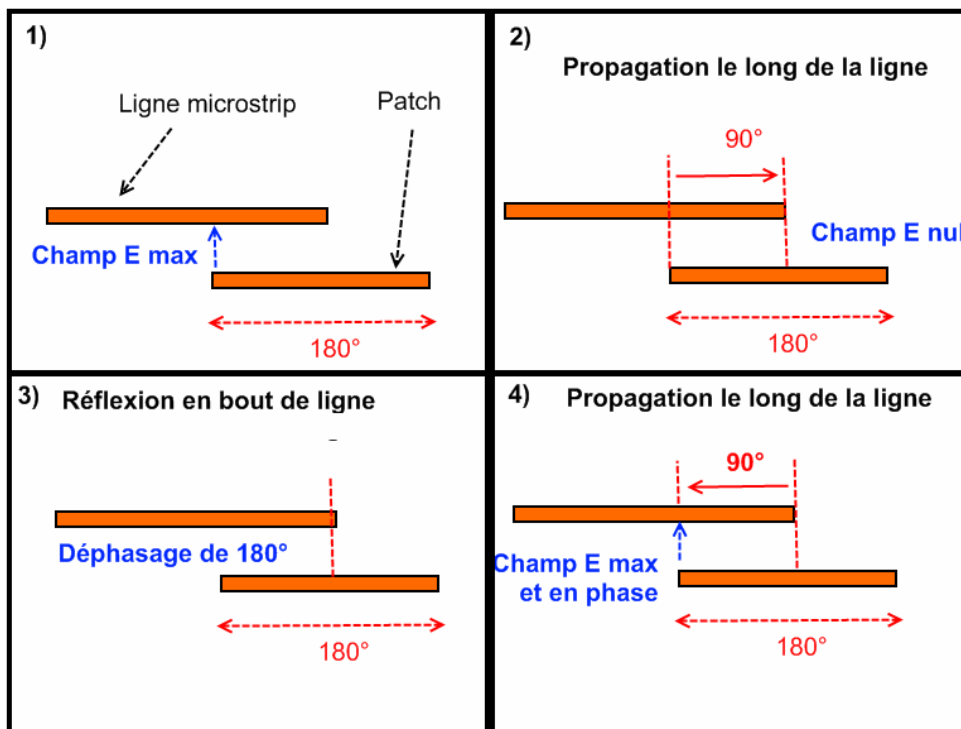 1)
Ligne microstrip
Patch
Champ E max
180°
2)
Propagation le long de la ligne
90°
Champ E nul
180°
3)
Réflexion en bout de ligne
Déphasage de 180°
180°
4)
Propagation le long de la ligne
90°
Champ E max
et en phase
180°